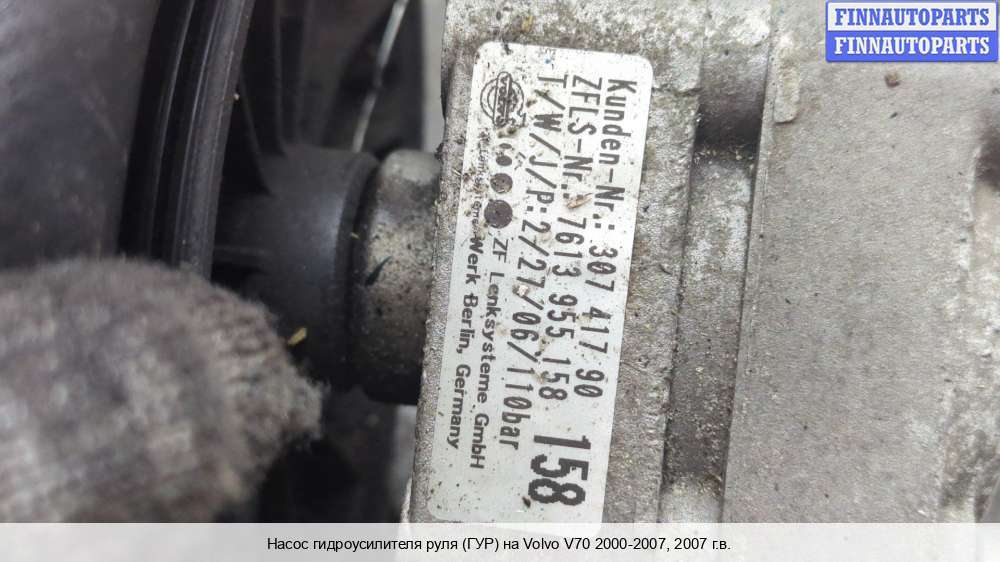 FINNAUTOPARTS
FINNAUTOPARTS
Kunden-Nr.: 307 417 90
ZFLS-Nr.: 7613 955 158
T/W/J/P:2/27/06/110bar
158
VOLVO
ZF Lenksysteme GmbH
Werk Berlin, Germany
Насос гидроусилителя руля (ГУР) на Volvo V70 2000-2007, 2007 г.в.